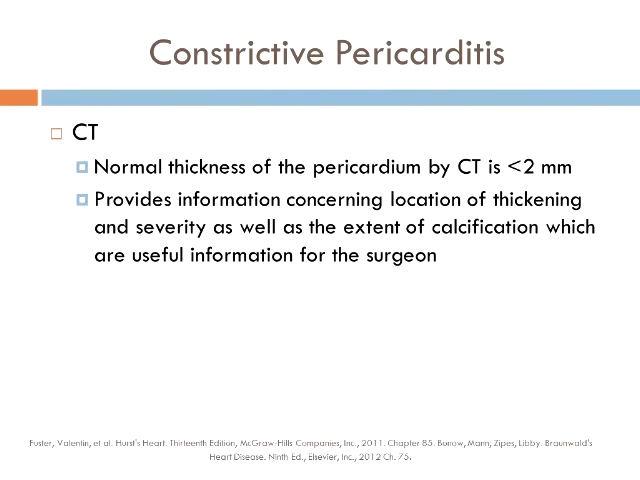 Constrictive Pericarditis
CT
Normal thickness of the pericardium by CT is <2 mm
Provides information concerning location of thickening
and severity as well as the extent of calcification which
are useful information for the surgeon
Fuster, Valentin, et al. Hurst's Heart. Thirteenth Edition, McGraw-Hills Companies, Inc., 2011. Chapter 85. Bonow, Mann, Zipes, Libby. Braunwald's
Heart Disease. Ninth Ed., Elsevier, Inc., 2012 Ch. 75.